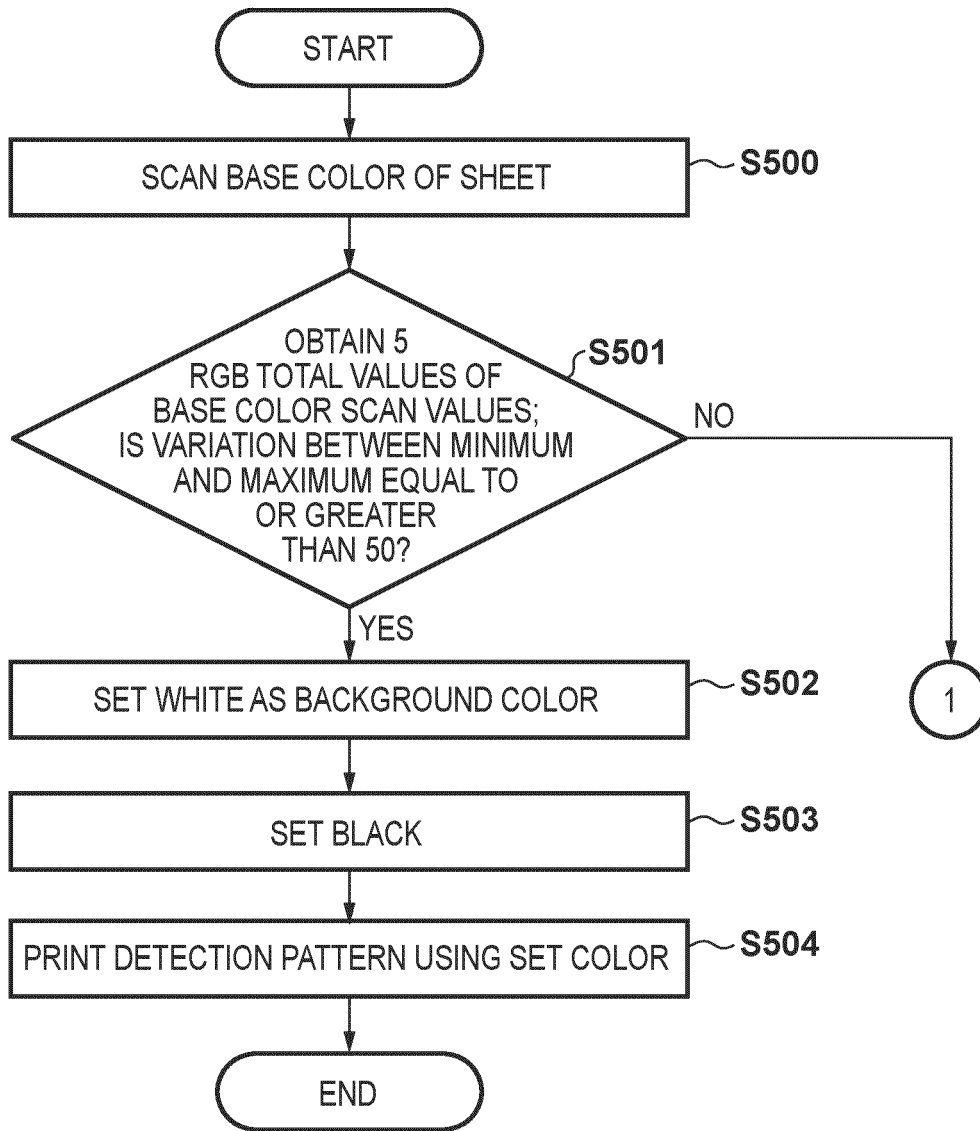 START
SCAN BASE COLOR OF SHEET
S500
OBTAIN 5
RGB TOTAL VALUES OF
BASE COLOR SCAN VALUES;
IS VARIATION BETWEEN MINIMUM
AND MAXIMUM EQUAL TO
OR GREATER
THAN 50?
S501
NO
YES
SET WHITE AS BACKGROUND COLOR
S502
1
SET BLACK
S503
PRINT DETECTION PATTERN USING SET COLOR
S504
END